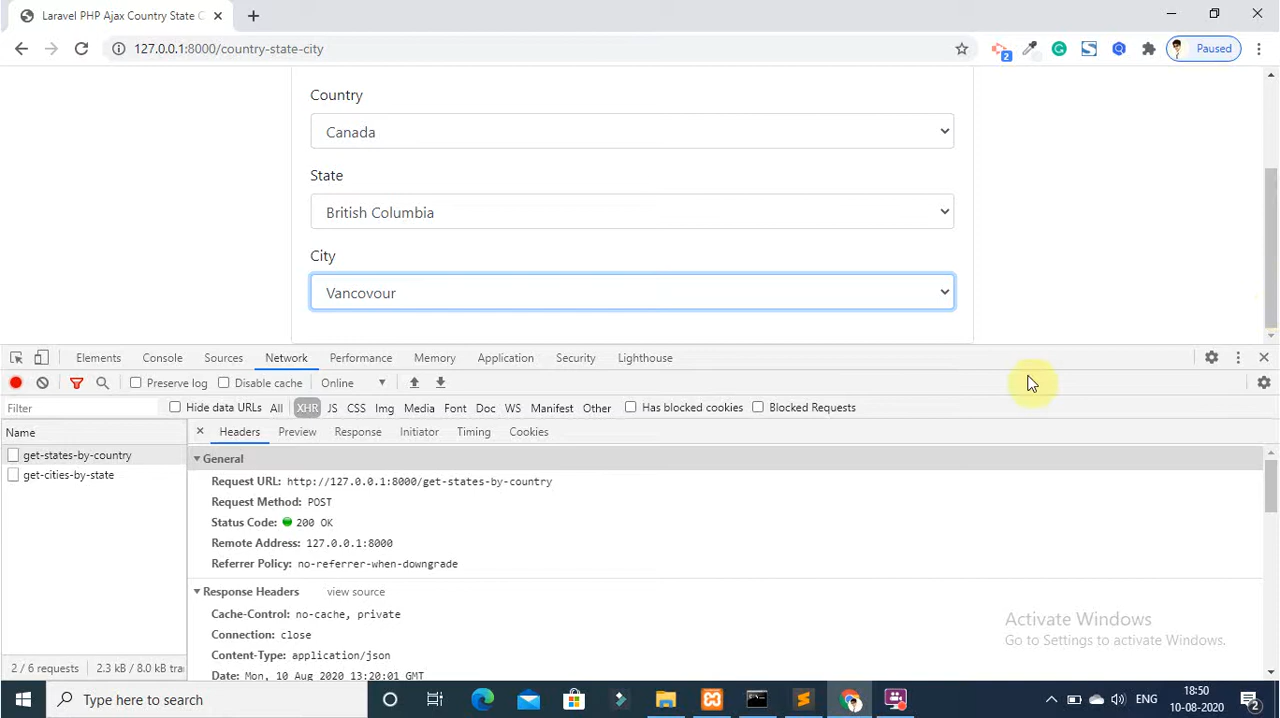 Laravel PHP Ajax Country State C
127.0.0.1:8000/country-state-city
2
Paused
Country
Canada
State
British Columbia
City
Vancovour
Elements Console Sources Network Performance Memory Application Security Lighthouse
Preserve log Disable cache Online
Filter Hide data URLs All XHR JS CSS Img Media Font Doc WS Manifest Other Has blocked cookies Blocked Requests
Name Headers Preview Response Initiator Timing Cookies
get-states-by-country
get-cities-by-state
General
Request URL: http://127.0.0.1:8000/get-states-by-country
Request Method: POST
Status Code: 200 OK
Remote Address: 127.0.0.1:8000
Referrer Policy: no-referrer-when-downgrade
Response Headers view source
Cache-Control: no-cache, private
Connection: close
Content-Type: application/json
Date: Mon, 10 Aug 2020 13:20:01 GMT
Activate Windows
Go to Settings to activate Windows.
2 / 6 requests 2.3 kB / 8.0 kB tra
Type here to search
ENG
18:50
10-08-2020
2